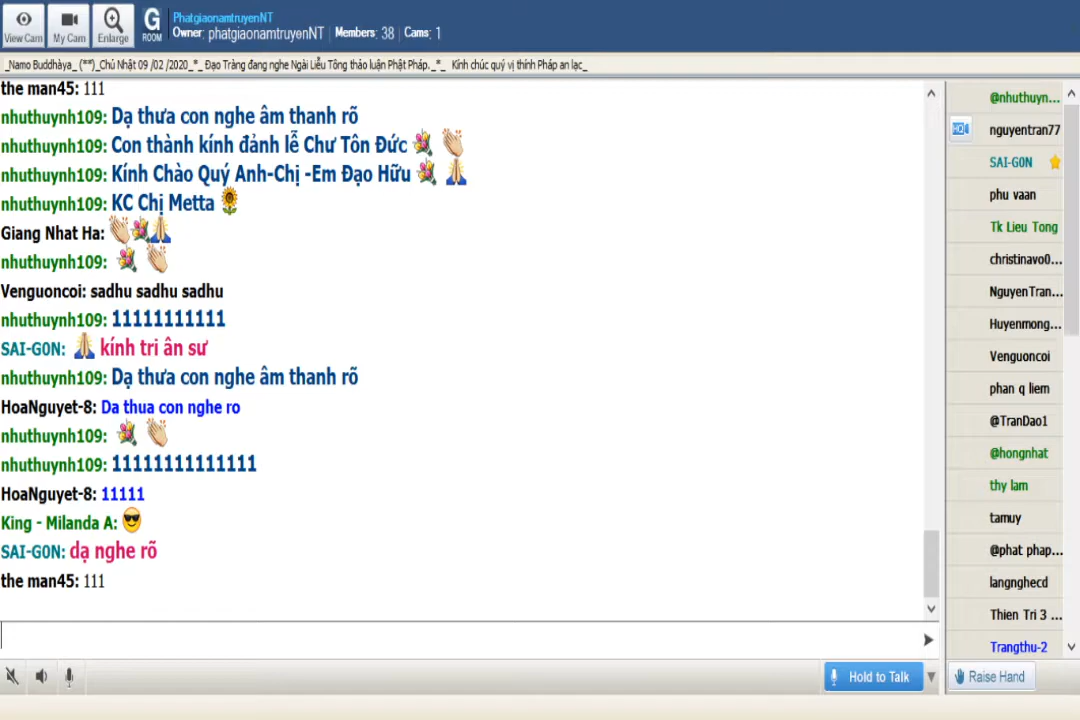 View Cam
My Cam
Enlarge
G
ROOM
PhatgiaonamtruyenNT
Owner: phatgiaonamtruyenNT Members: 38 Cams: 1
_Namo Buddhàya_ (**)_Chủ Nhật 09 /02 /2020_*_ Đạo Tràng đang nghe Ngài Liễu Tông thảo luận Phật Pháp._*_ Kính chúc quý vị thính Pháp an lạc_
the man45: 111
nhuthuynh109: Dạ thưa con nghe âm thanh rõ
nhuthuynh109: Con thành kính đảnh lễ Chư Tôn Đức
nhuthuynh109: Kính Chào Quý Anh-Chị -Em Đạo Hữu
nhuthuynh109: KC Chị Metta
Giang Nhat Ha:
nhuthuynh109:
Venguoncoi: sadhu sadhu sadhu
nhuthuynh109: 11111111111
SAI-G0N: kính tri ân sư
nhuthuynh109: Dạ thưa con nghe âm thanh rõ
HoaNguyet-8: Da thua con nghe ro
nhuthuynh109:
nhuthuynh109: 11111111111111
HoaNguyet-8: 11111
King - Milanda A:
SAI-G0N: dạ nghe rõ
the man45: 111
@nhuthuyn...
HD
nguyentran77
SAI-G0N
phu vaan
Tk Lieu Tong
christinavo0...
NguyenTran...
Huyenmong...
Venguoncoi
phan q liem
@TranDao1
@hongnhat
thy lam
tamuy
@phat phap...
langnghecd
Thien Tri 3 ...
Trangthu-2
Hold to Talk
Raise Hand